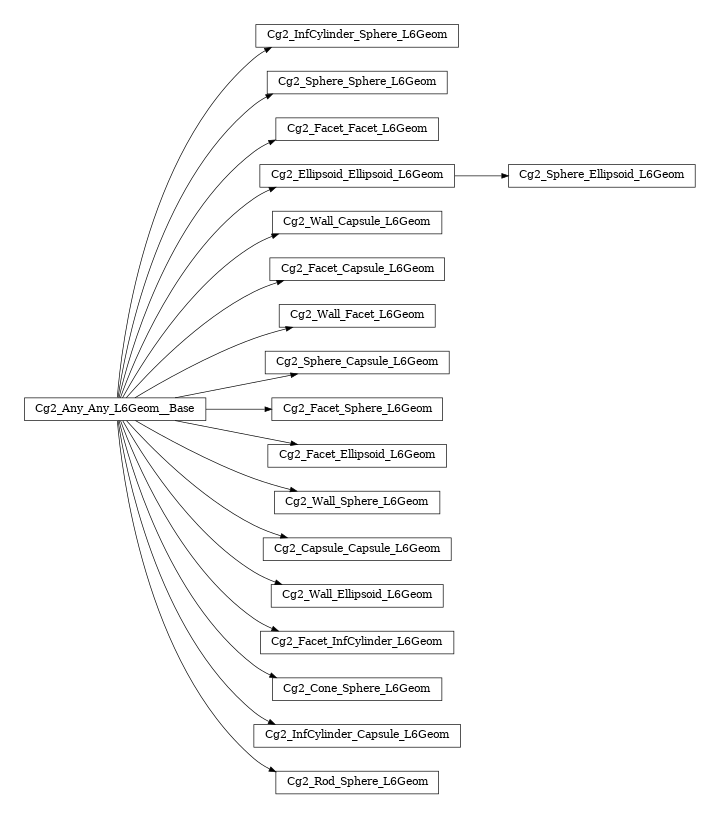 Cg2_InfCylinder_Sphere_L6Geom
Cg2_Sphere_Sphere_L6Geom
Cg2_Facet_Facet_L6Geom
Cg2_Ellipsoid_Ellipsoid_L6Geom
Cg2_Sphere_Ellipsoid_L6Geom
Cg2_Wall_Capsule_L6Geom
Cg2_Facet_Capsule_L6Geom
Cg2_Wall_Facet_L6Geom
Cg2_Sphere_Capsule_L6Geom
Cg2_Any_Any_L6Geom__Base
Cg2_Facet_Sphere_L6Geom
Cg2_Facet_Ellipsoid_L6Geom
Cg2_Wall_Sphere_L6Geom
Cg2_Capsule_Capsule_L6Geom
Cg2_Wall_Ellipsoid_L6Geom
Cg2_Facet_InfCylinder_L6Geom
Cg2_Cone_Sphere_L6Geom
Cg2_InfCylinder_Capsule_L6Geom
Cg2_Rod_Sphere_L6Geom